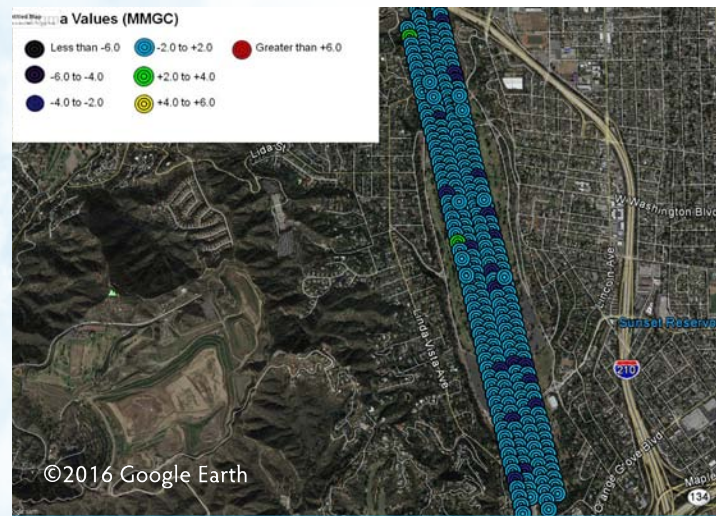 a Values (MMGC)
Less than -6.0
-2.0 to +2.0
Greater than +6.0
-6.0 to -4.0
+2.0 to +4.0
-4.0 to -2.0
+4.0 to +6.0
Lida St
W Washington Blvd
Lincoln Ave
Linda Vista Ave
Sunset Reservo
210
Orange Grove Blvd
Maple
134
©2016 Google Earth